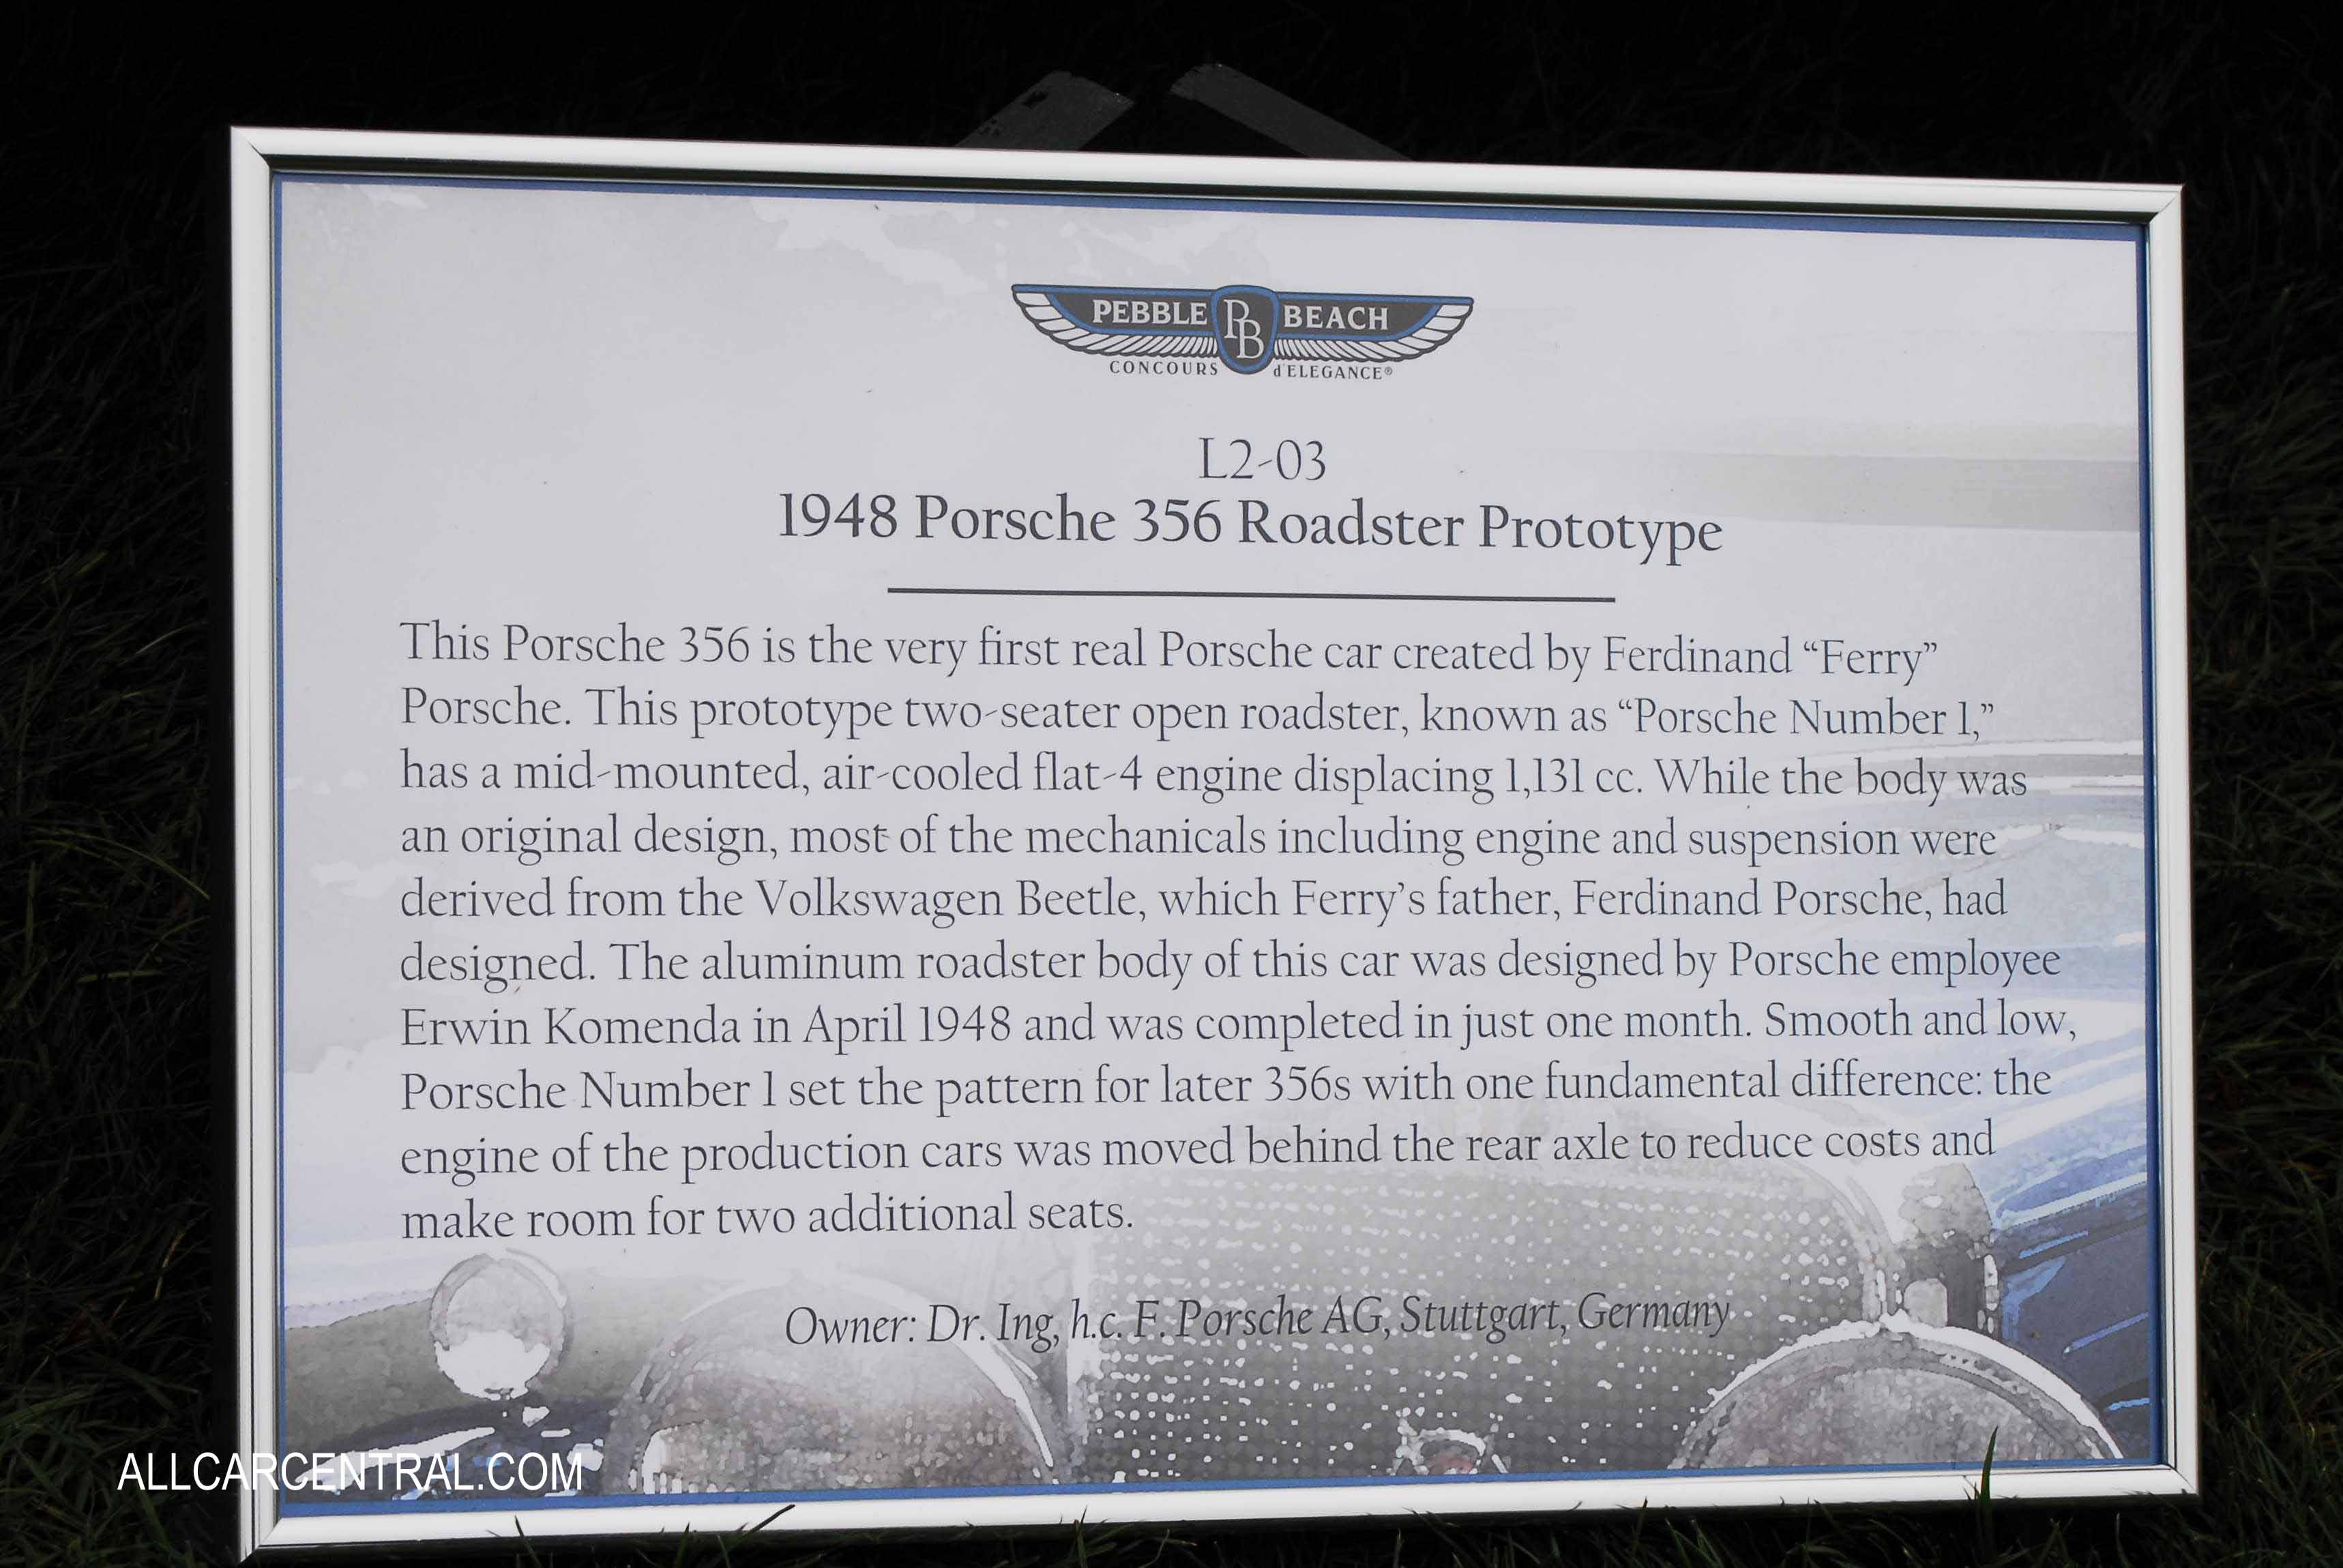 PEBBLE PB BEACH
CONCOURS d'ELEGANCE®
L2-03
1948 Porsche 356 Roadster Prototype
This Porsche 356 is the very first real Porsche car created by Ferdinand “Ferry”
Porsche. This prototype two-seater open roadster, known as “Porsche Number 1,”
has a mid-mounted, air-cooled flat-4 engine displacing 1,131 cc. While the body was
an original design, most of the mechanicals including engine and suspension were
derived from the Volkswagen Beetle, which Ferry’s father, Ferdinand Porsche, had
designed. The aluminum roadster body of this car was designed by Porsche employee
Erwin Komenda in April 1948 and was completed in just one month. Smooth and low,
Porsche Number 1 set the pattern for later 356s with one fundamental difference: the
engine of the production cars was moved behind the rear axle to reduce costs and
make room for two additional seats.
Owner: Dr. Ing, h.c. F. Porsche AG, Stuttgart, Germany
ALLCARCENTRAL.COM